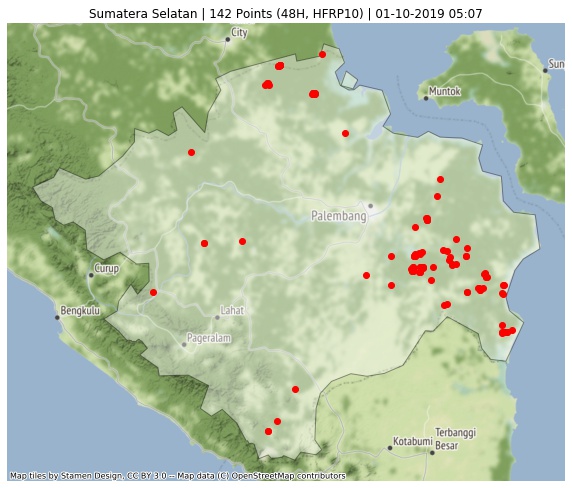 Sumatera Selatan | 142 Points (48H, HFRP10) | 01-10-2019 05:07
City
Sun
Muntok
Palembang
Curup
Bengkulu
Lahat
Pageralam
Kotabumi
Terbanggi
Besar
Map tiles by Stamen Design, CC BY 3.0 -- Map data (C) OpenStreetMap contributors